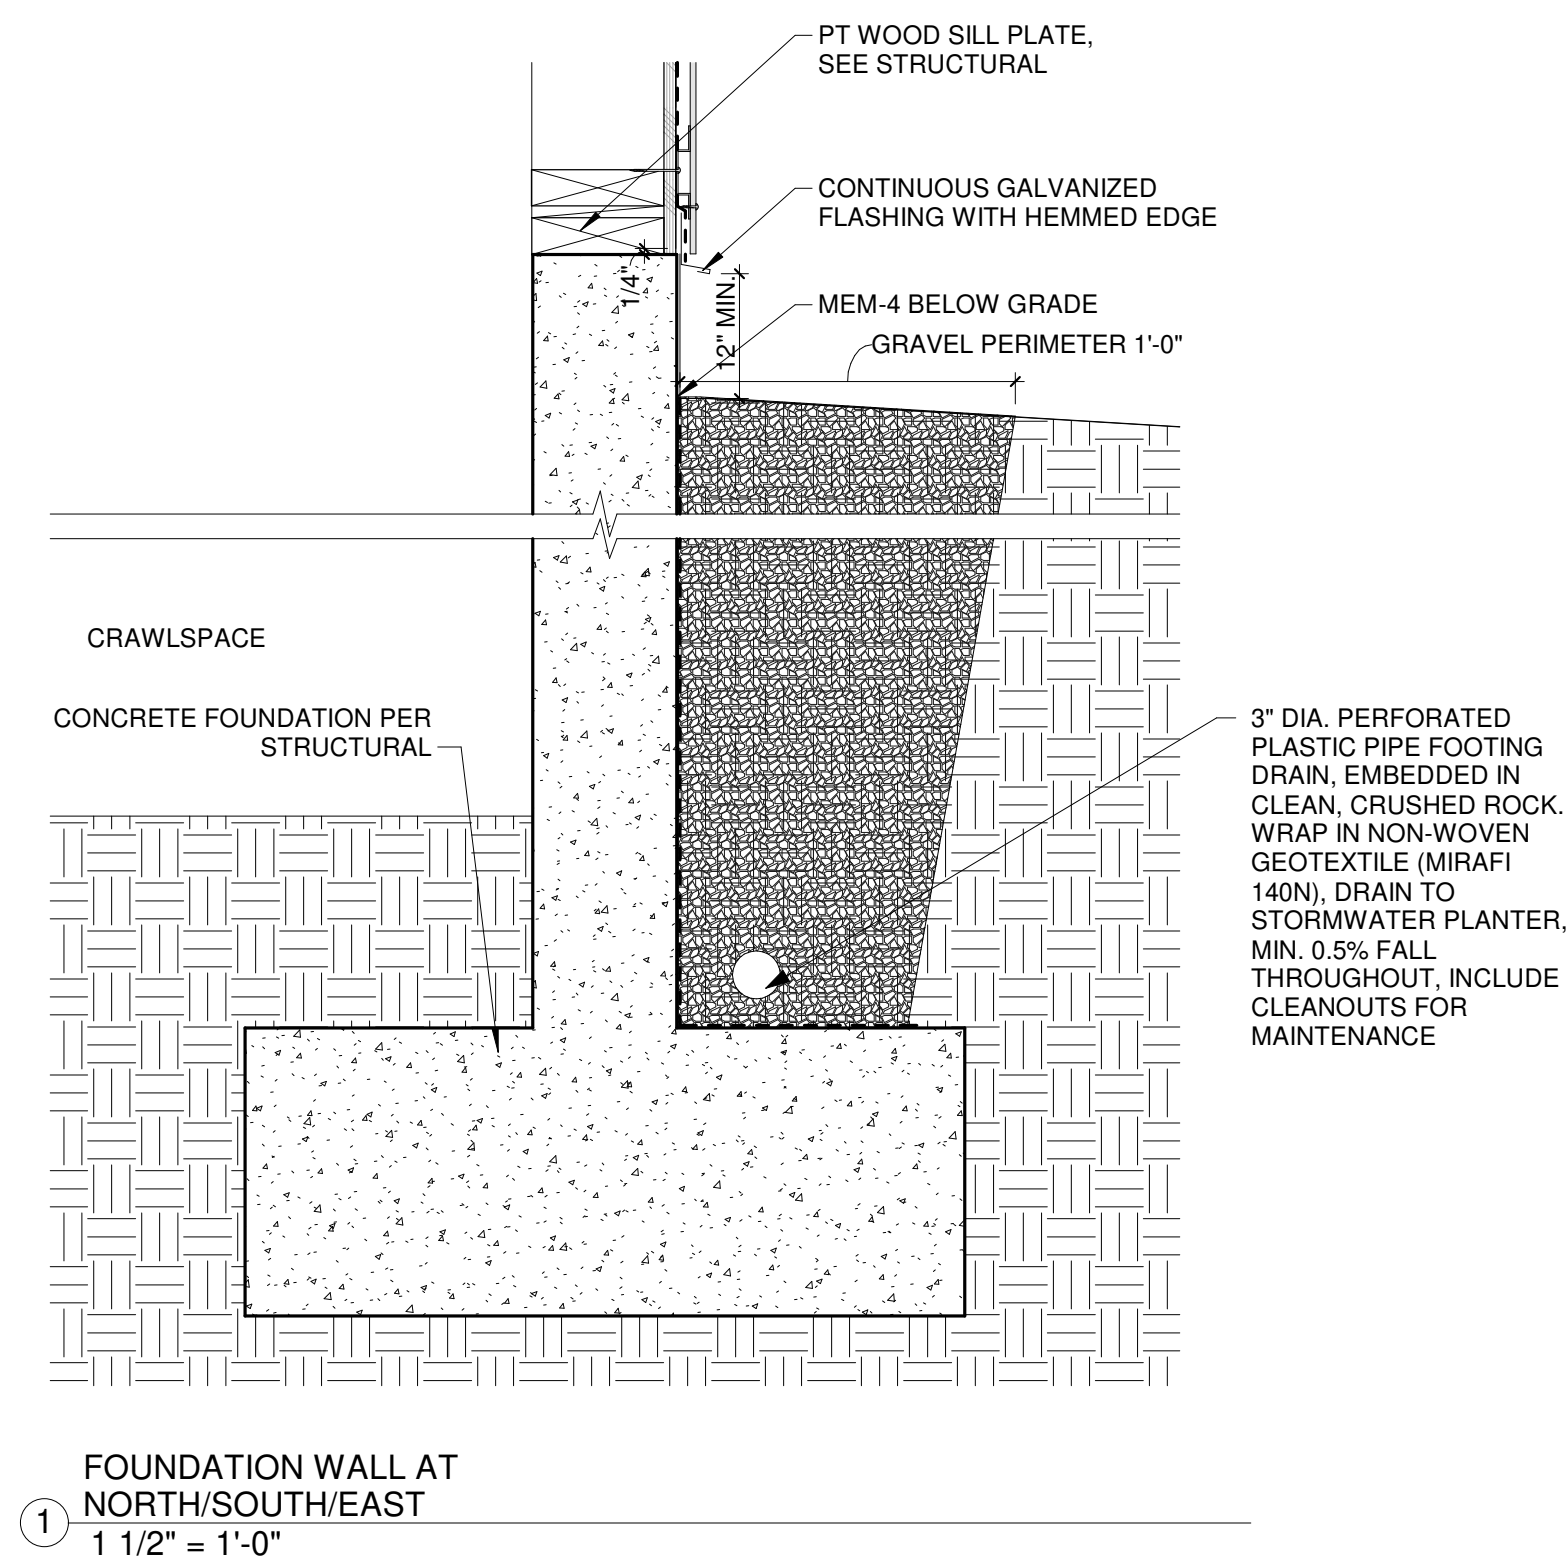 PT WOOD SILL PLATE,
SEE STRUCTURAL
CONTINUOUS GALVANIZED
FLASHING WITH HEMMED EDGE
1/4"
12" MIN.
MEM-4 BELOW GRADE
GRAVEL PERIMETER 1'-0"
CRAWLSPACE
CONCRETE FOUNDATION PER
STRUCTURAL
3" DIA. PERFORATED
PLASTIC PIPE FOOTING
DRAIN, EMBEDDED IN
CLEAN, CRUSHED ROCK.
WRAP IN NON-WOVEN
GEOTEXTILE (MIRAFI
140N), DRAIN TO
STORMWATER PLANTER,
MIN. 0.5% FALL
THROUGHOUT, INCLUDE
CLEANOUTS FOR
MAINTENANCE
1
FOUNDATION WALL AT
NORTH/SOUTH/EAST
1 1/2" = 1'-0"